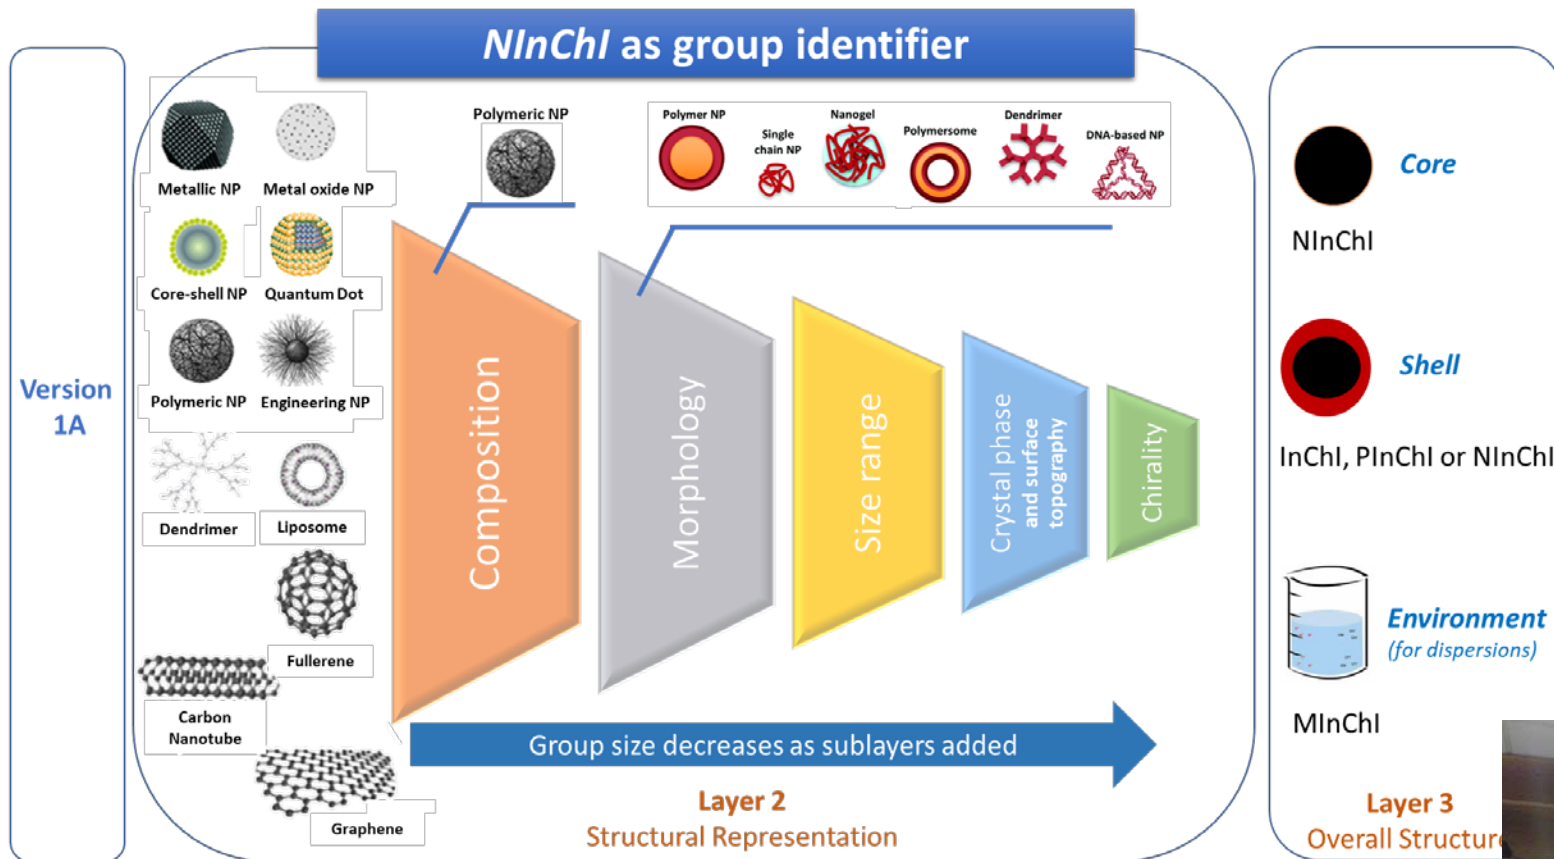 NInChI as group identifier
Version
1A
Metallic NP
Metal oxide NP
Core-shell NP
Quantum Dot
Polymeric NP
Engineering NP
Dendrimer
Liposome
Fullerene
Carbon
Nanotube
Graphene
Polymeric NP
Polymer NP
Single
chain NP
Nanogel
Polymersome
Dendrimer
DNA-based NP
Composition
Morphology
Size range
Crystal phase
and surface
topography
Chirality
Group size decreases as sublayers added
Layer 2
Structural Representation
Core
NInChI
Shell
InChI, PInChI or NInChI
Environment
(for dispersions)
MInChI
Layer 3
Overall Structure